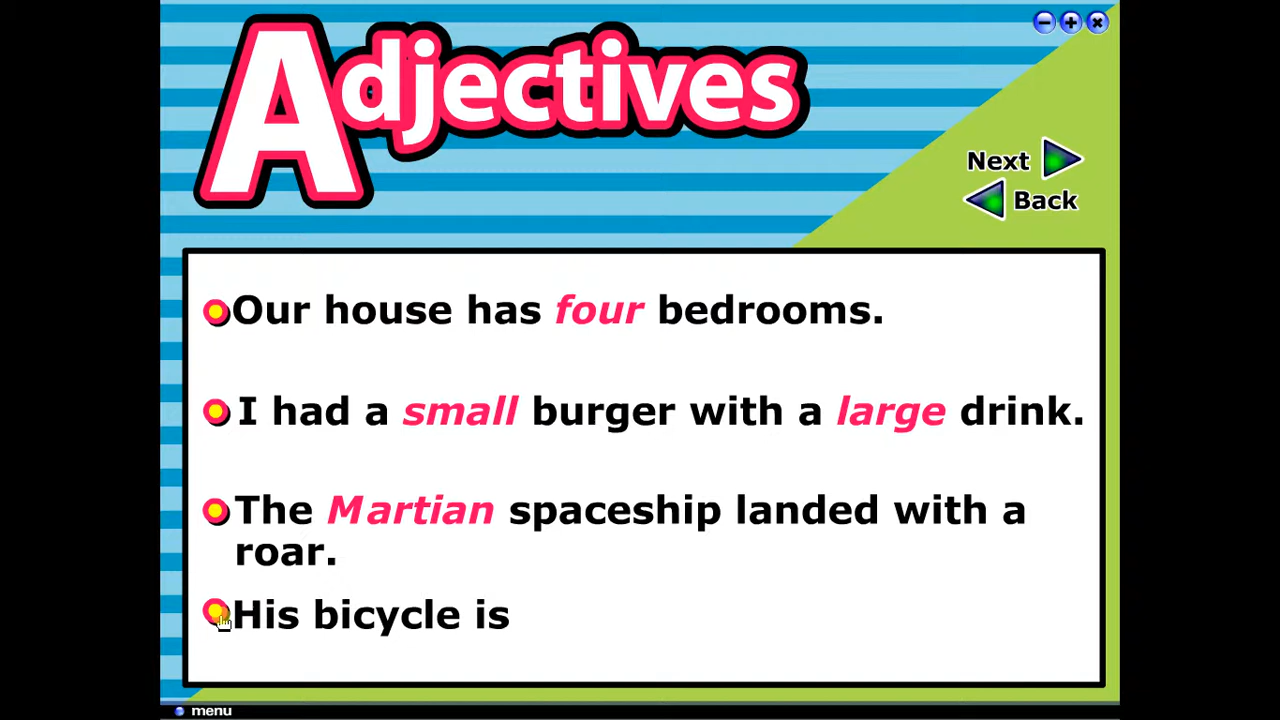 Adjectives
Next
Back
Our house has four bedrooms.
I had a small burger with a large drink.
The Martian spaceship landed with a
roar.
His bicycle is
menu